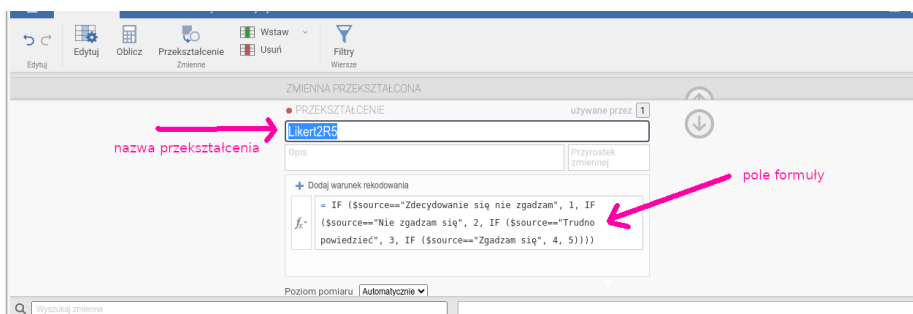 Wstaw
Edytuj Oblicz Przekształcenie Usuń Filtry
Edytuj Zmienne Wiersze
ZMIENNA PRZEKSZTAŁCONA
PRZEKSZTAŁCENIE używane przez 1
Likert2R5
nazwa przekształcenia
Opis Przyrostek
zmiennej
pole formuły
+ Dodaj warunek rekodowania
= IF ($source=="Zdecydowanie się nie zgadzam", 1, IF
fx ($source=="Nie zgadzam się", 2, IF ($source=="Trudno
powiedzieć", 3, IF ($source=="Zgadzam się", 4, 5))))
Poziom pomiaru Automatycznie
Wyszukaj zmienne